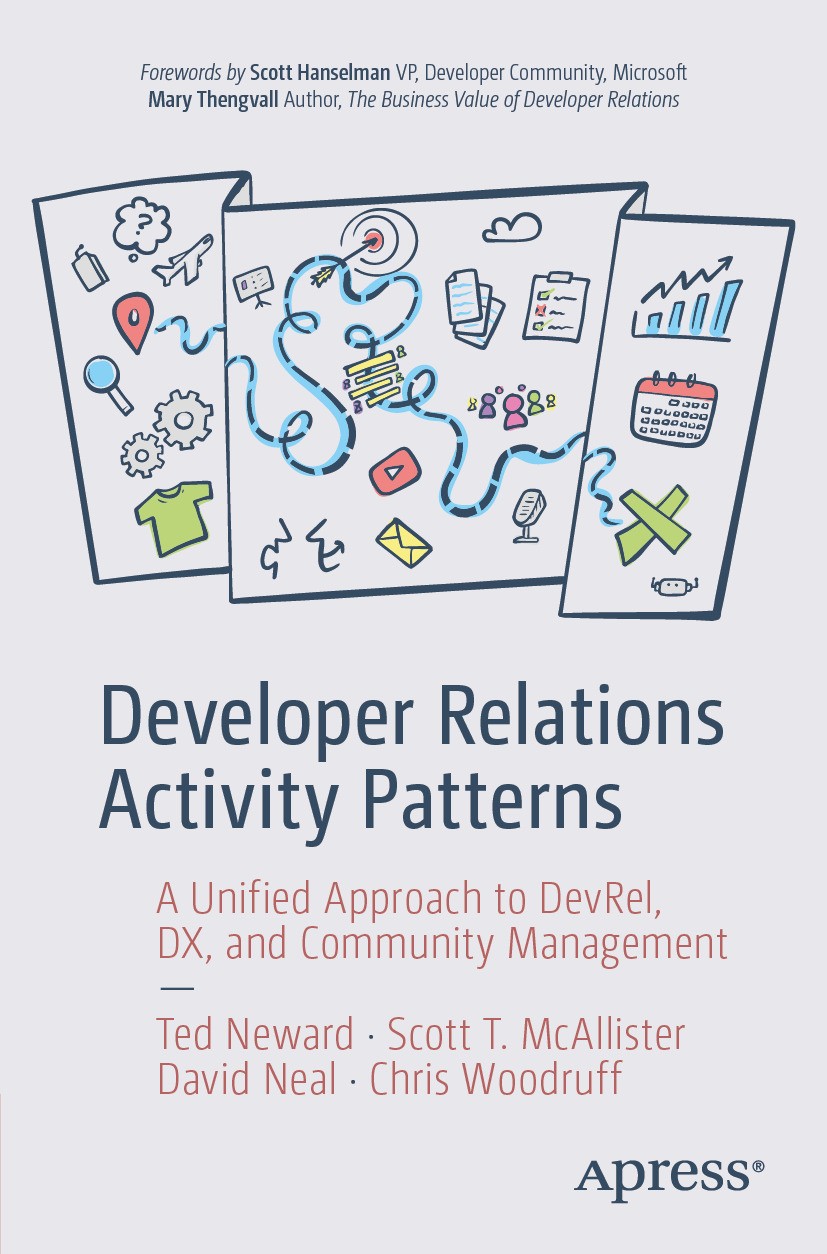 Forewords by Scott Hanselman VP, Developer Community, Microsoft
Mary Thengvall Author, The Business Value of Developer Relations
?
Developer Relations
Activity Patterns
A Unified Approach to DevRel,
DX, and Community Management
—
Ted Neward · Scott T. McAllister
David Neal · Chris Woodruff
Apress®